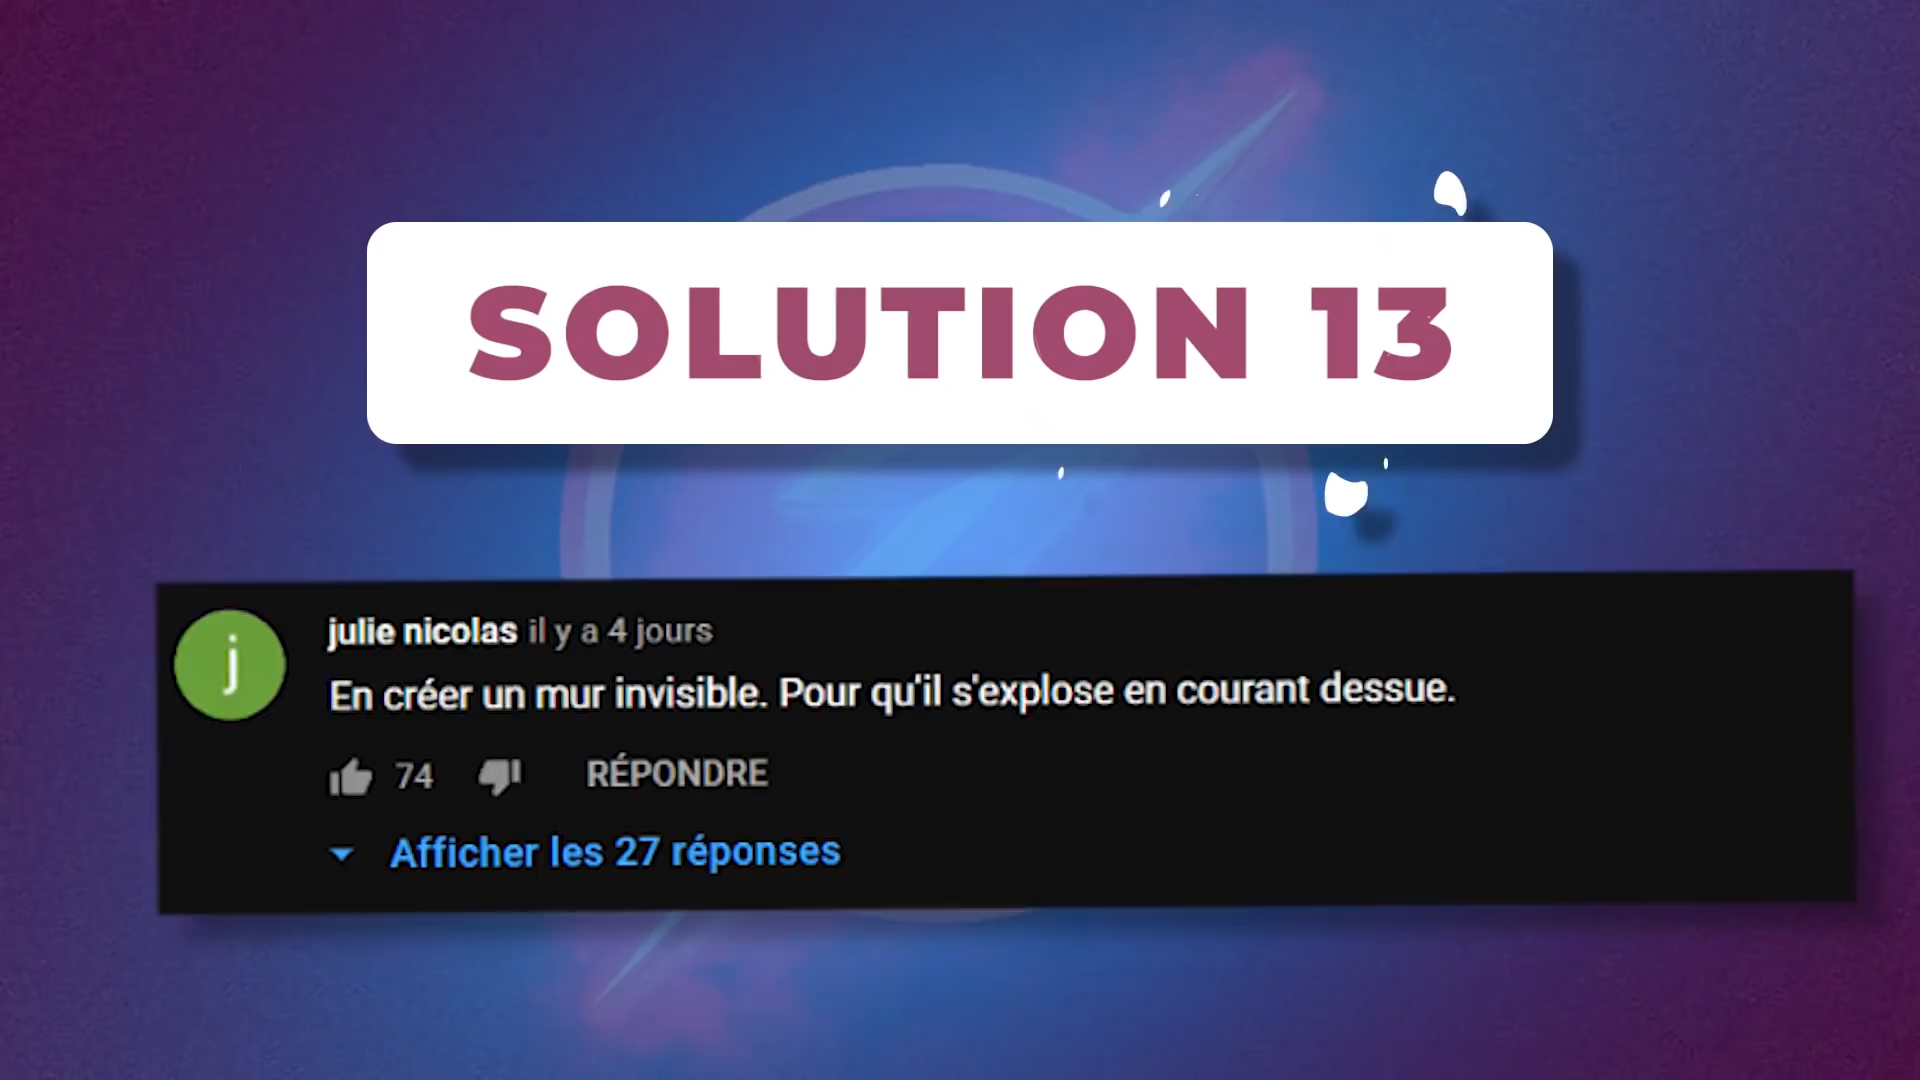 SOLUTION 13
j
julie nicolas il y a 4 jours
En créer un mur invisible. Pour qu'il s'explose en courant dessue.
74 RÉPONDRE
Afficher les 27 réponses